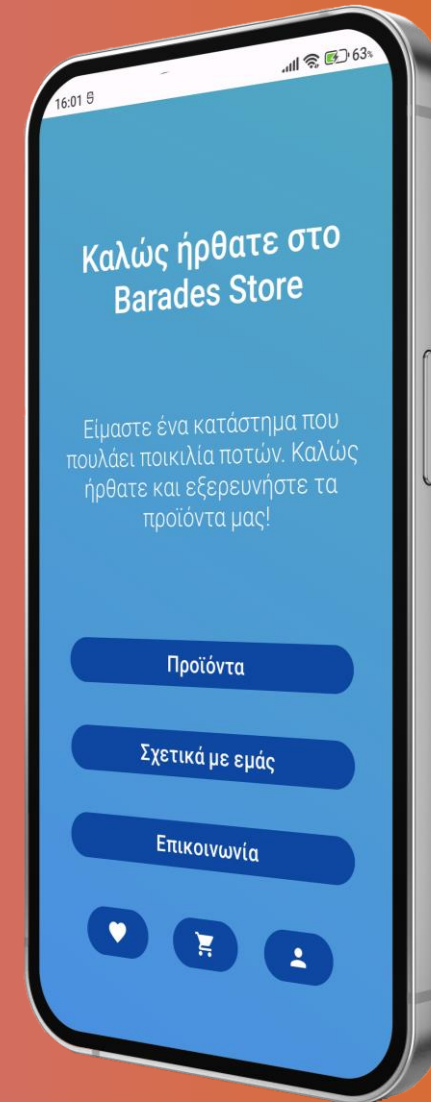 16:01
63%
Καλώς ήρθατε στο
Barades Store
Είμαστε ένα κατάστημα που
πουλάει ποικιλία ποτών. Καλώς
ήρθατε και εξερευνήστε τα
προϊόντα μας!
Προϊόντα
Σχετικά με εμάς
Επικοινωνία